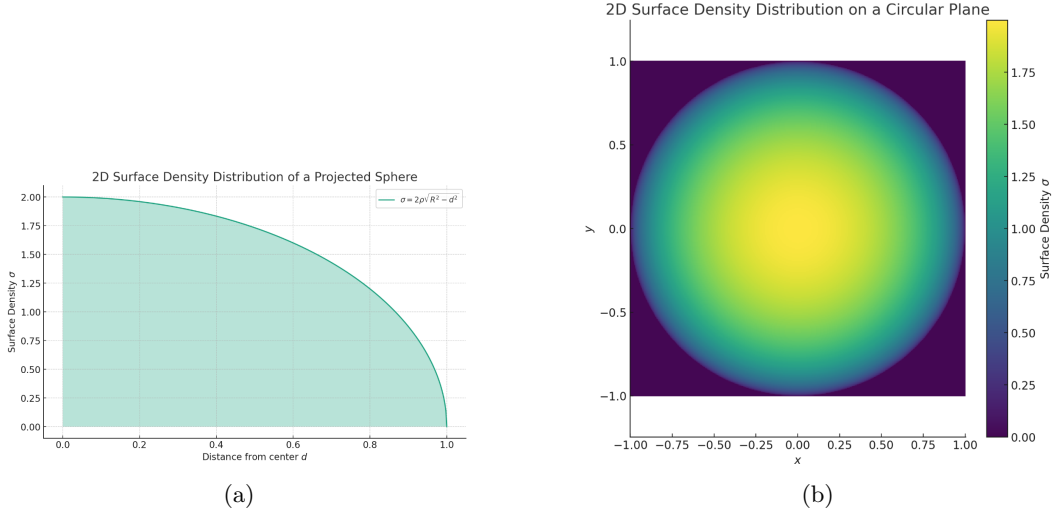 2D Surface Density Distribution of a Projected Sphere
σ = 2ρ√R² − d²
2.00
1.75
1.50
1.25
1.00
0.75
0.50
0.25
0.00
Surface Density σ
0.0 0.2 0.4 0.6 0.8 1.0
Distance from center d
(a)
2D Surface Density Distribution on a Circular Plane
1.0
0.5
0.0
−0.5
−1.0
y
−1.00 −0.75 −0.50 −0.25 0.00 0.25 0.50 0.75 1.00
x
1.75
1.50
1.25
1.00
0.75
0.50
0.25
0.00
Surface Density σ
(b)